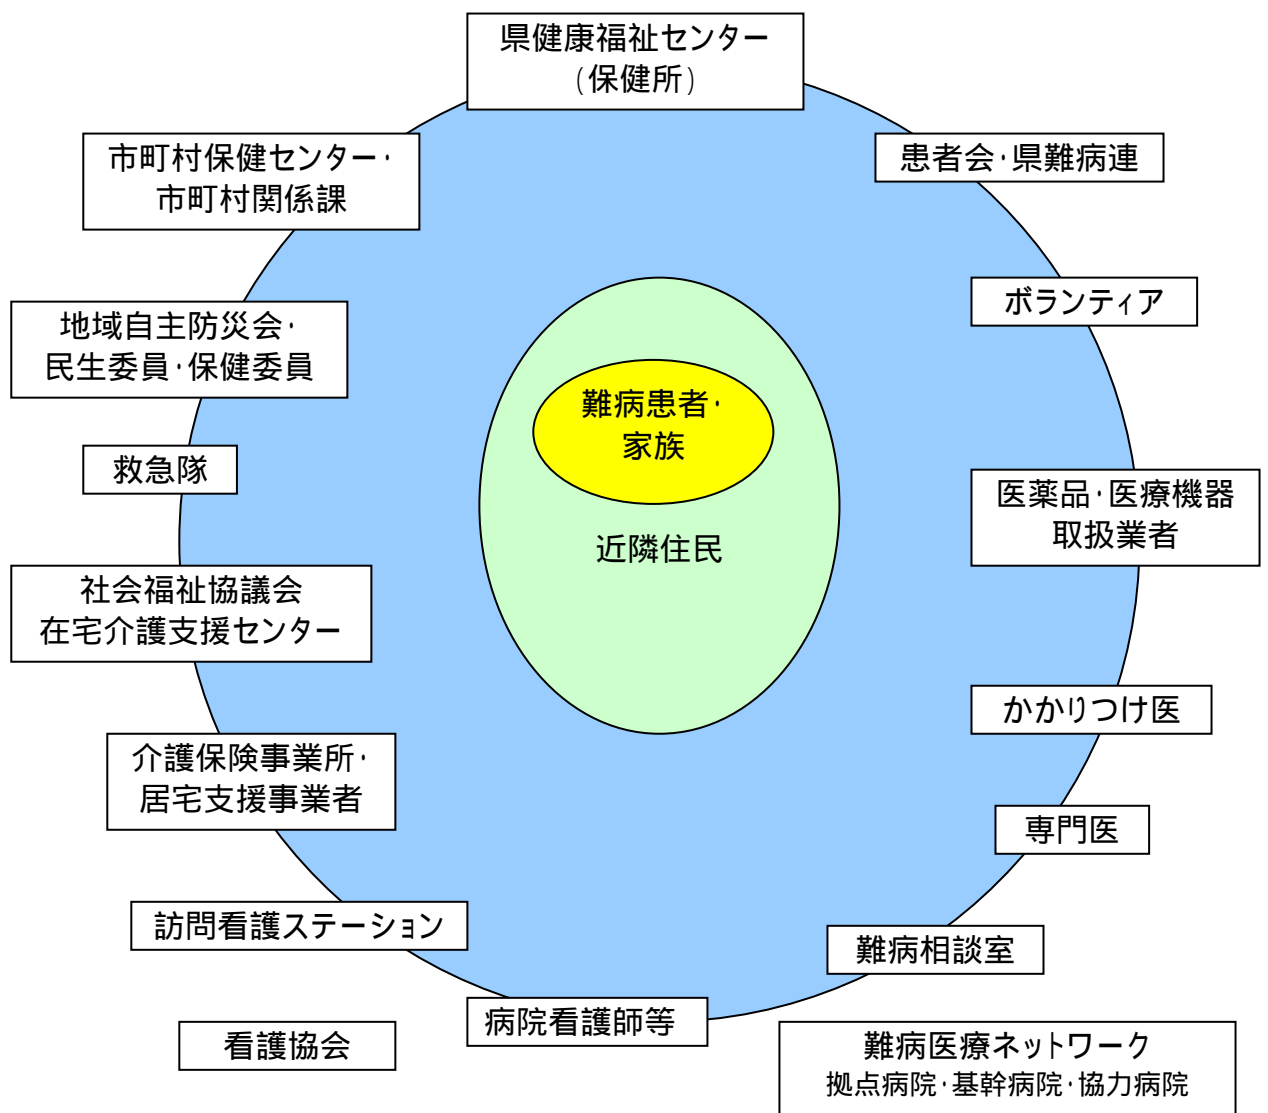 県健康福祉センター
（保健所）
市町村保健センター・
市町村関係課
患者会・県難病連
地域自主防災会・
民生委員・保健委員
ボランティア
難病患者・
家族
救急隊
医薬品・医療機器
取扱業者
近隣住民
社会福祉協議会
在宅介護支援センター
かかりつけ医
介護保険事業所・
居宅支援事業者
専門医
訪問看護ステーション
難病相談室
病院看護師等
看護協会
難病医療ネットワーク
拠点病院・基幹病院・協力病院